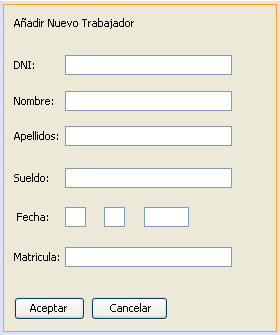 Añadir Nuevo Trabajador
DNI:
Nombre:
Apellidos:
Sueldo:
Fecha:
Matricula:
Aceptar Cancelar